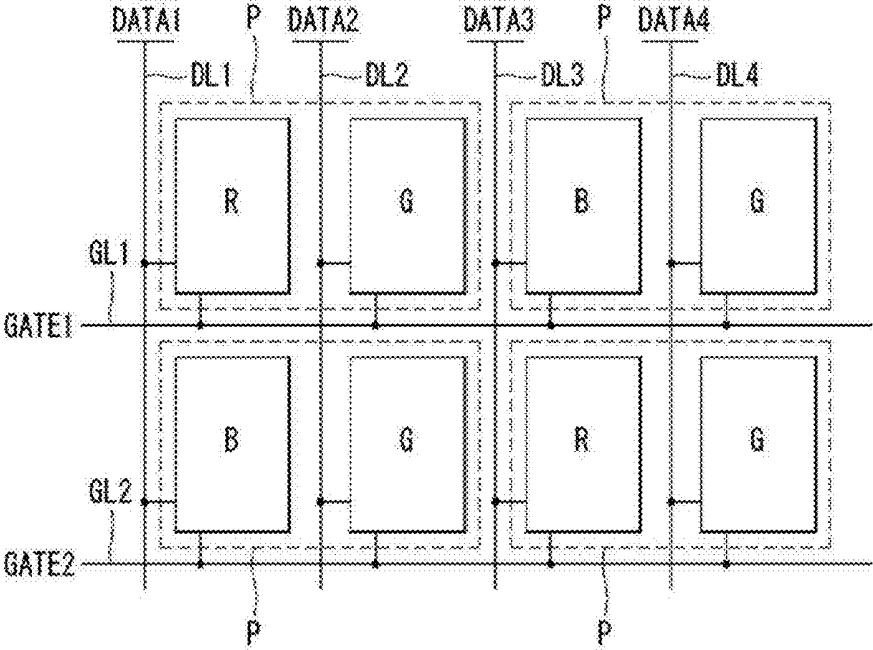 DATA1 P DATA2 DATA3 P DATA4
DL1 DL2 DL3 DL4
R G B G
GL1
GATE1
B G R G
GL2
GATE2
P P